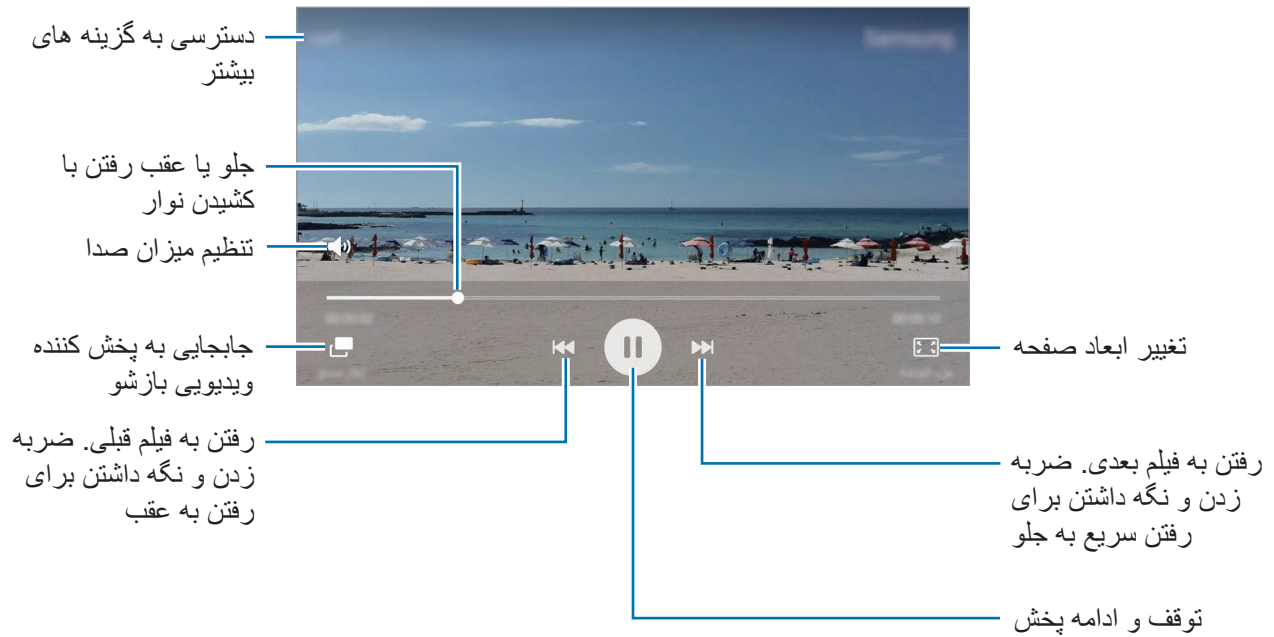 دسترسی به گزینه های
بیشتر
جلو یا عقب رفتن با
کشیدن نوار
تنظیم میزان صدا
جابجایی به پخش کننده
ویدیویی بازشو
رفتن به فیلم قبلی. ضربه
زدن و نگه داشتن برای
رفتن به عقب
تغییر ابعاد صفحه
رفتن به فیلم بعدی. ضربه
زدن و نگه داشتن برای
رفتن سریع به جلو
توقف و ادامه پخش